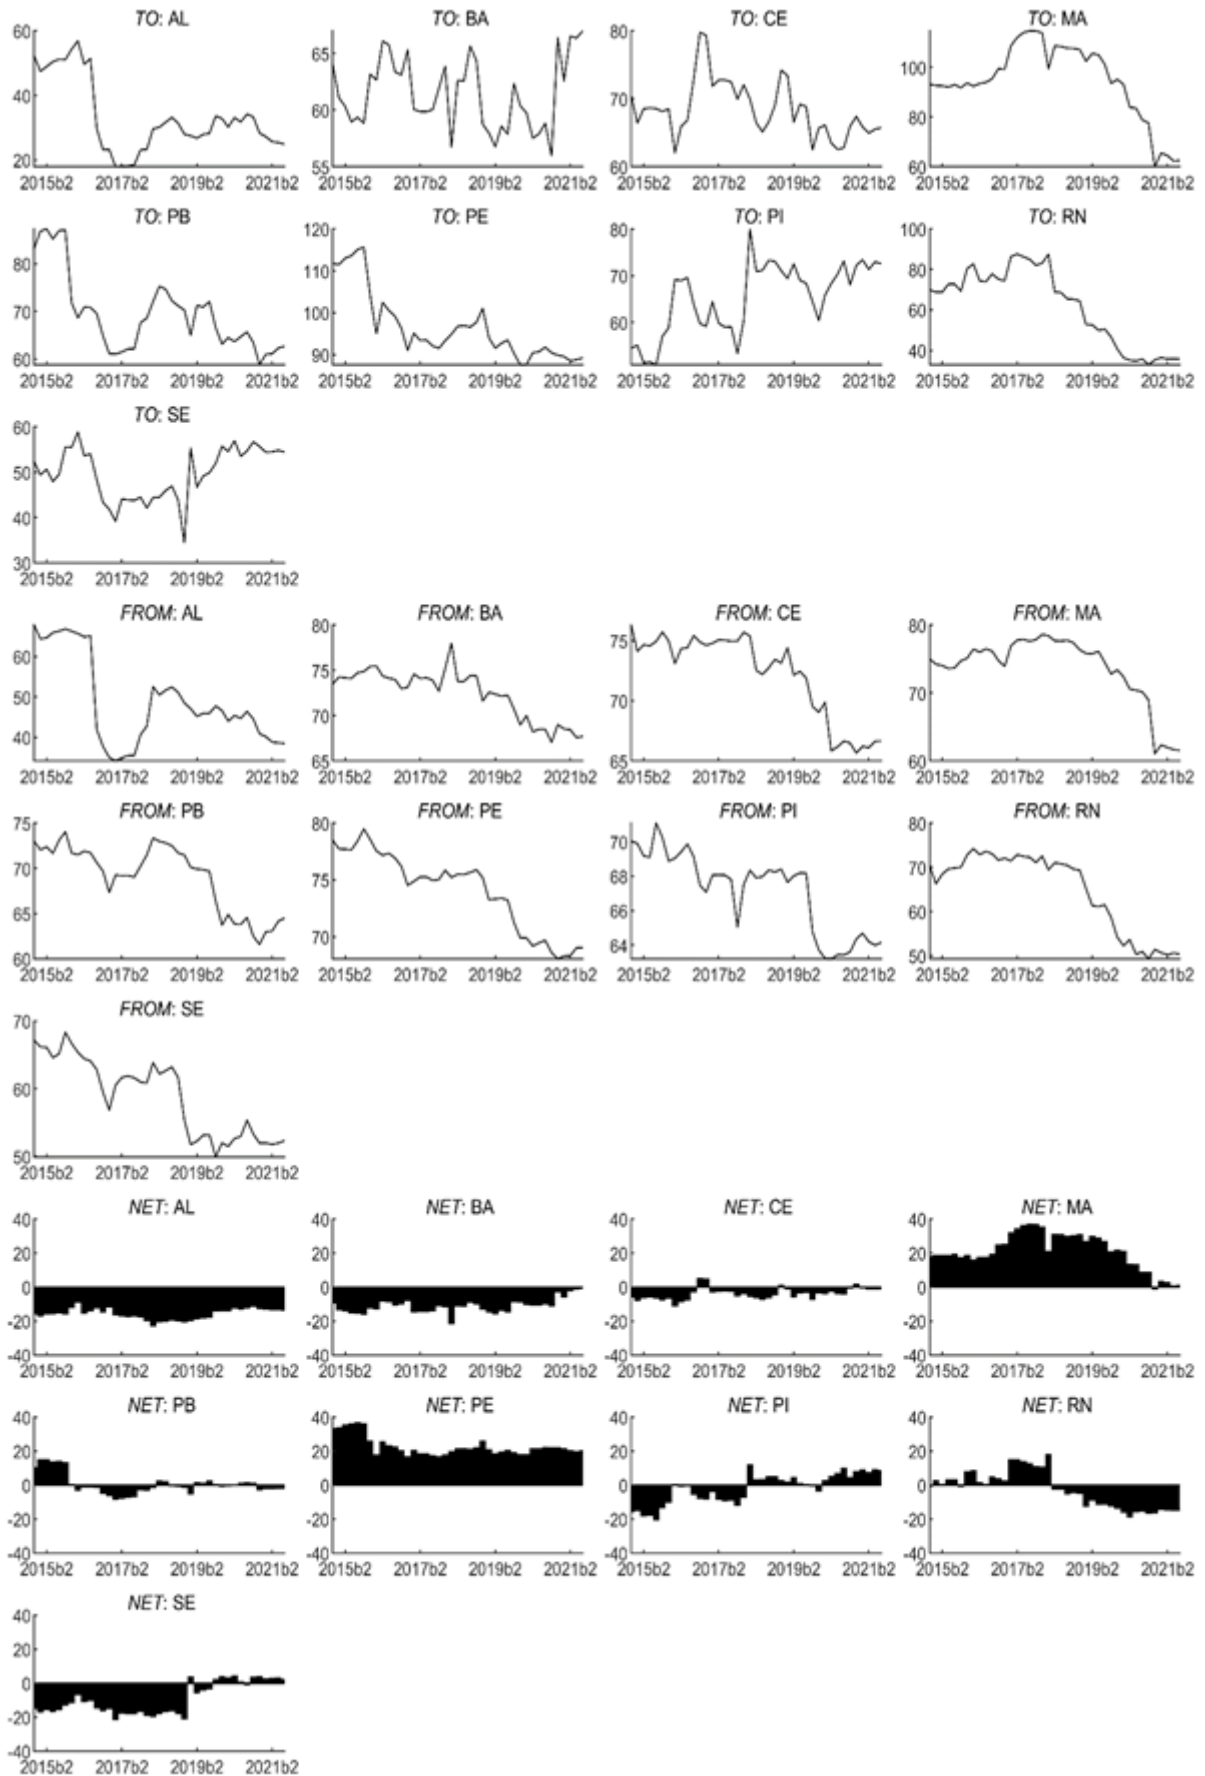 TO: AL TO: BA TO: CE TO: MA
60 65 80 100
40 60 70 80
20 55 60 60
2015b2 2017b2 2019b2 2021b2 2015b2 2017b2 2019b2 2021b2 2015b2 2017b2 2019b2 2021b2 2015b2 2017b2 2019b2 2021b2
TO: PB TO: PE TO: PI TO: RN
80 120 80 100
70 110 70 80
60 100 60 60
90 40
2015b2 2017b2 2019b2 2021b2 2015b2 2017b2 2019b2 2021b2 2015b2 2017b2 2019b2 2021b2 2015b2 2017b2 2019b2 2021b2
TO: SE
60
50
40
30
2015b2 2017b2 2019b2 2021b2
FROM: AL FROM: BA FROM: CE FROM: MA
60 80 75 80
50 75 70 70
40 70 65 60
65
2015b2 2017b2 2019b2 2021b2 2015b2 2017b2 2019b2 2021b2 2015b2 2017b2 2019b2 2021b2 2015b2 2017b2 2019b2 2021b2
FROM: PB FROM: PE FROM: PI FROM: RN
75 80 70 80
70 75 68 70
65 70 66 60
60 64 50
2015b2 2017b2 2019b2 2021b2 2015b2 2017b2 2019b2 2021b2 2015b2 2017b2 2019b2 2021b2 2015b2 2017b2 2019b2 2021b2
FROM: SE
70
60
50
2015b2 2017b2 2019b2 2021b2
NET: AL NET: BA NET: CE NET: MA
40 40 40 40
20 20 20 20
0 0 0 0
-20 -20 -20 -20
-40 -40 -40 -40
2015b2 2017b2 2019b2 2021b2 2015b2 2017b2 2019b2 2021b2 2015b2 2017b2 2019b2 2021b2 2015b2 2017b2 2019b2 2021b2
NET: PB NET: PE NET: PI NET: RN
40 40 40 40
20 20 20 20
0 0 0 0
-20 -20 -20 -20
-40 -40 -40 -40
2015b2 2017b2 2019b2 2021b2 2015b2 2017b2 2019b2 2021b2 2015b2 2017b2 2019b2 2021b2 2015b2 2017b2 2019b2 2021b2
NET: SE
40
20
0
-20
-40
2015b2 2017b2 2019b2 2021b2